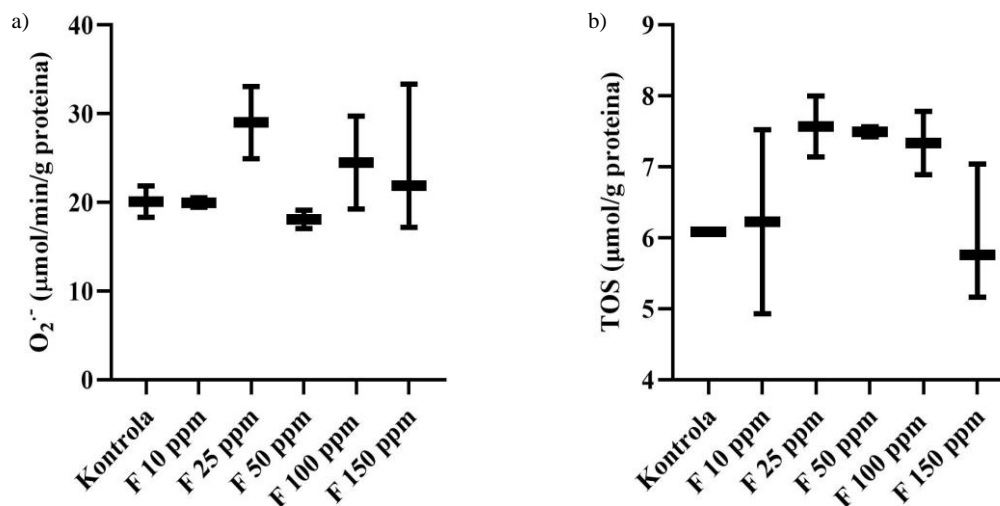 a)
O₂·⁻ (µmol/min/g proteina)
40
30
20
10
0
Kontrola
F 10 ppm
F 25 ppm
F 50 ppm
F 100 ppm
F 150 ppm
b)
TOS (µmol/g proteina)
9
8
7
6
5
4
Kontrola
F 10 ppm
F 25 ppm
F 50 ppm
F 100 ppm
F 150 ppm